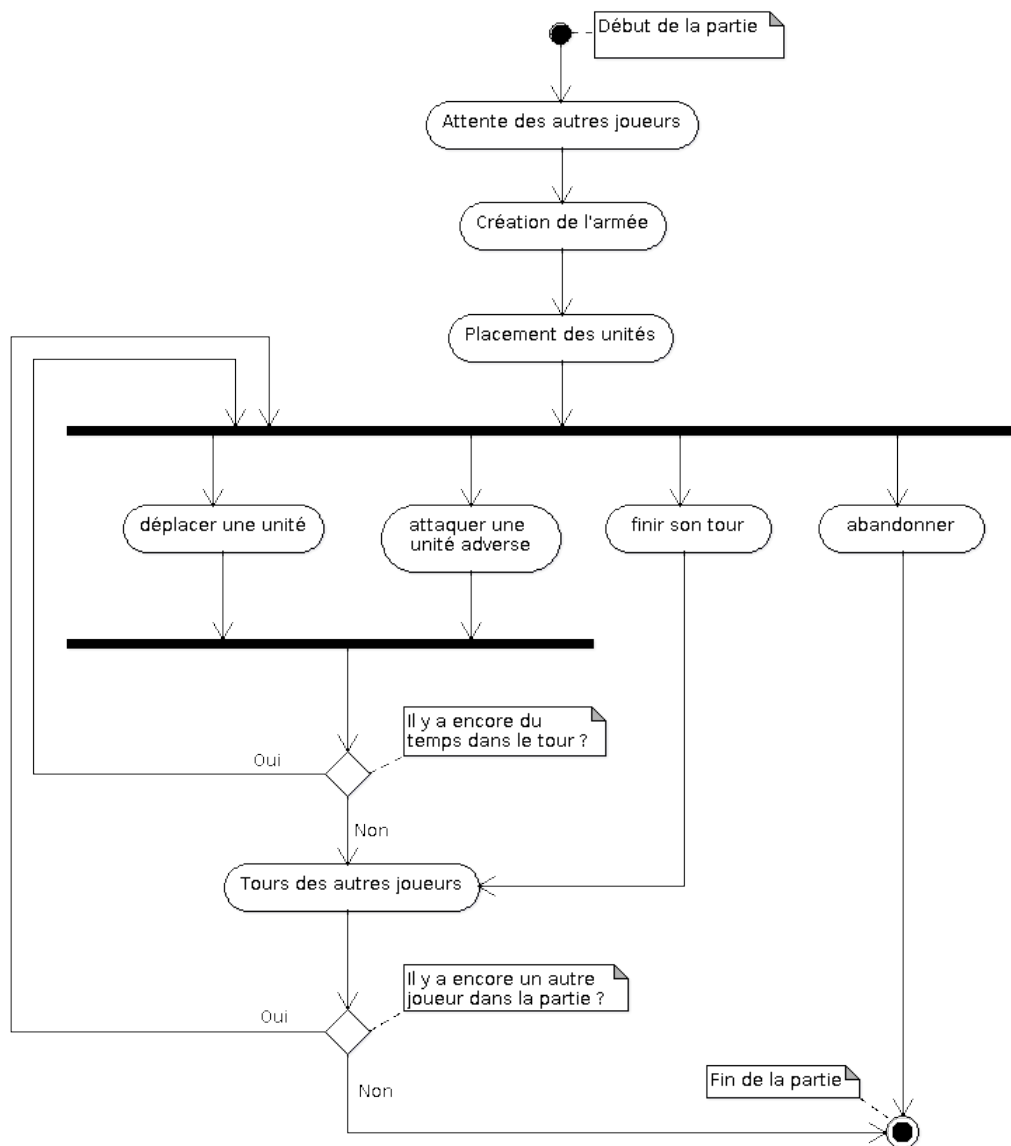 Début de la partie
Attente des autres joueurs
Création de l'armée
Placement des unités
déplacer une unité
attaquer une
unité adverse
finir son tour
abandonner
Il y a encore du
temps dans le tour ?
Oui
Non
Tours des autres joueurs
Il y a encore un autre
joueur dans la partie ?
Oui
Non
Fin de la partie